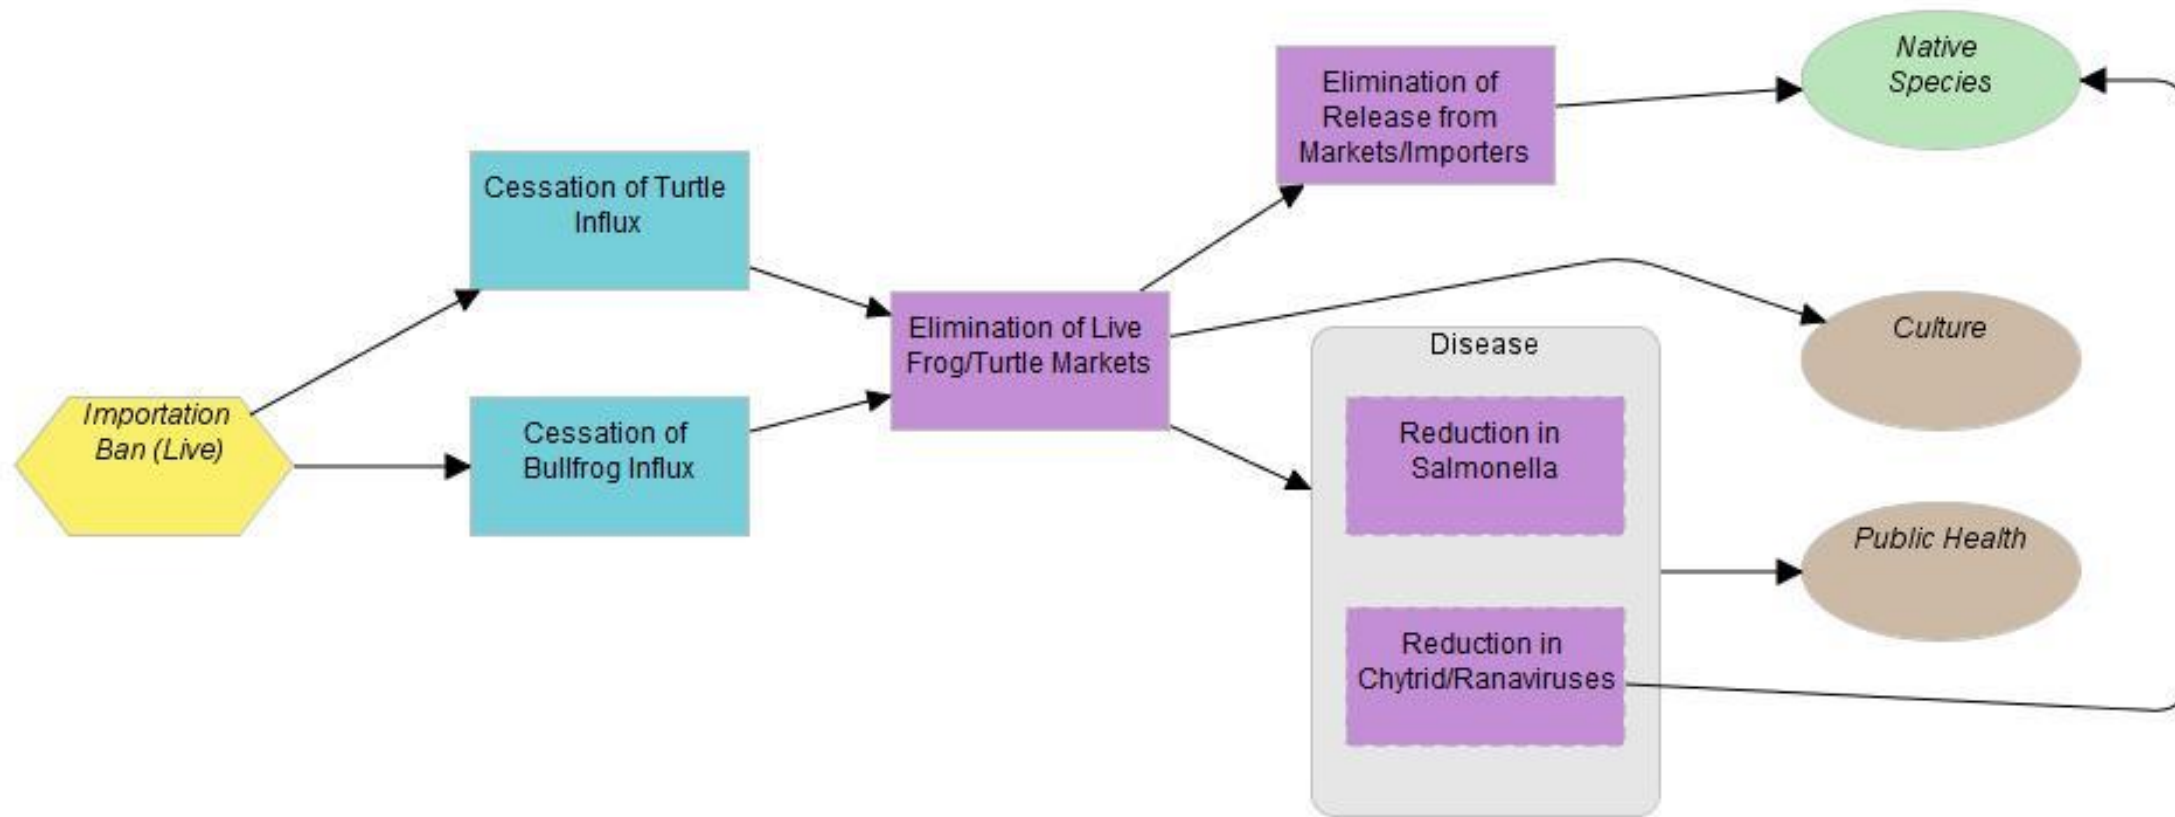 Importation
Ban (Live)
Cessation of Turtle
Influx
Cessation of
Bullfrog Influx
Elimination of Live
Frog/Turtle Markets
Elimination of
Release from
Markets/Importers
Disease
Reduction in
Salmonella
Reduction in
Chytrid/Ranaviruses
Native
Species
Culture
Public Health